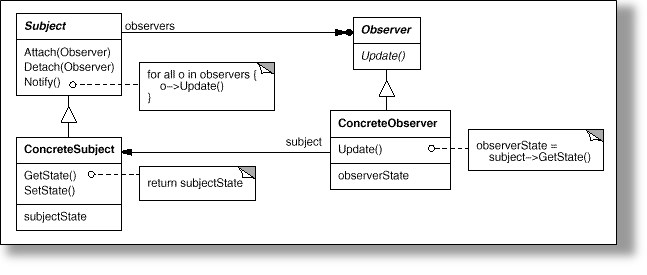 Subject
observers
Observer
Attach(Observer)
Detach(Observer)
Notify()
for all o in observers {
o->Update()
}
Update()
ConcreteSubject
GetState()
SetState()
subjectState
return subjectState
subject
ConcreteObserver
Update()
observerState
observerState =
subject->GetState()